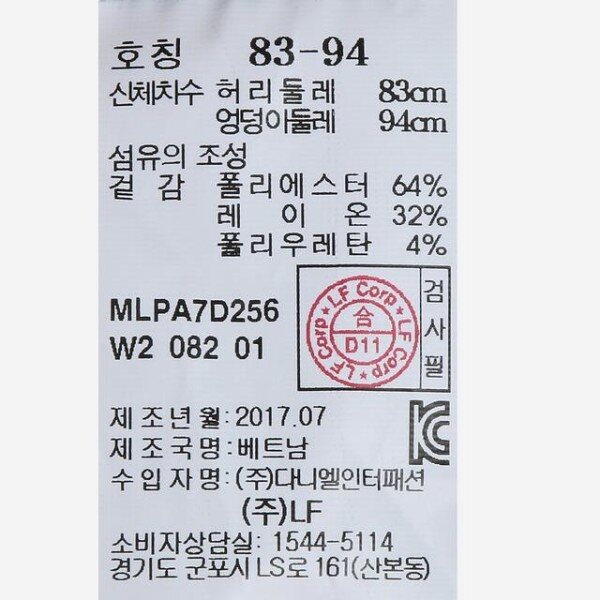 호칭 83-94
신체치수 허리둘레 83cm
엉덩이둘레 94cm
섬유의 조성
겉감 폴리에스터 64%
레이온 32%
폴리우레탄 4%
MLPA7D256
W2 082 01
LF Corp ★ LF Corp ★ LF Corp ★
合
D11
검사필
제조년월: 2017.07
제조국명: 베트남
수입자명: (주)다니엘인터패션
(주)LF
소비자상담실: 1544-5114
경기도 군포시 LS로 161(산본동)